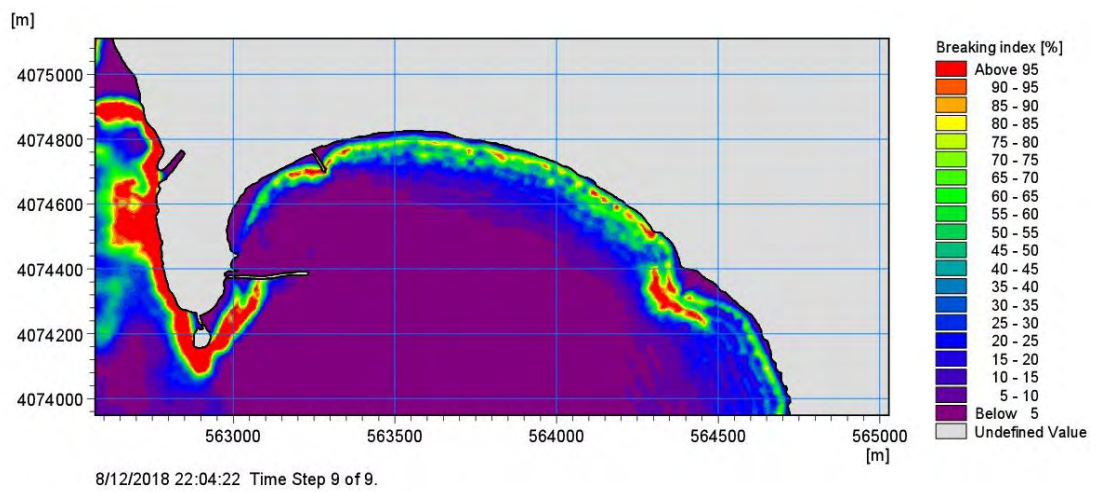 [m]
4075000
4074800
4074600
4074400
4074200
4074000
563000 563500 564000 564500 565000
[m]
Breaking index [%]
Above 95
90 - 95
85 - 90
80 - 85
75 - 80
70 - 75
65 - 70
60 - 65
55 - 60
50 - 55
45 - 50
40 - 45
35 - 40
30 - 35
25 - 30
20 - 25
15 - 20
10 - 15
5 - 10
Below 5
Undefined Value
8/12/2018 22:04:22 Time Step 9 of 9.